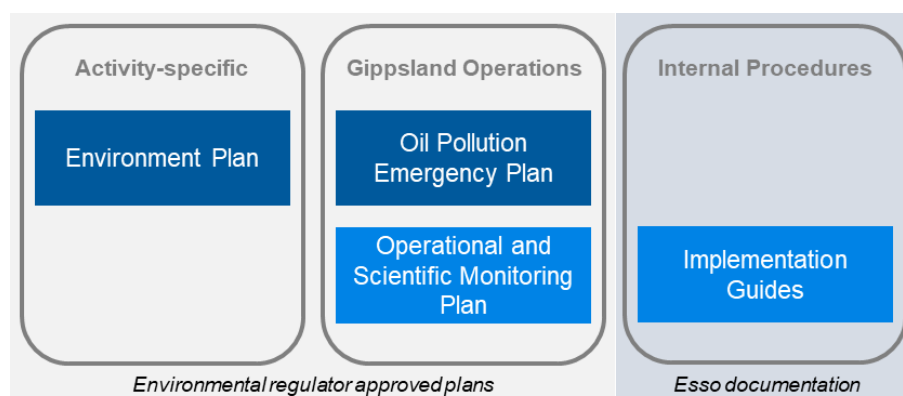 Activity-specific
Environment Plan
Gippsland Operations
Oil Pollution
Emergency Plan
Operational and
Scientific Monitoring
Plan
Internal Procedures
Implementation
Guides
Environmental regulator approved plans
Esso documentation